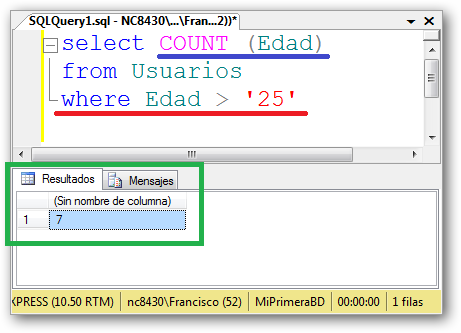 SQLQuery1.sql - NC8430\...\Fran...2))*
select COUNT (Edad)
from Usuarios
where Edad > '25'
Resultados Mensajes
(Sin nombre de columna)
1 7
XPRESS (10.50 RTM) nc8430\Francisco (52) MiPrimeraBD 00:00:00 1 filas